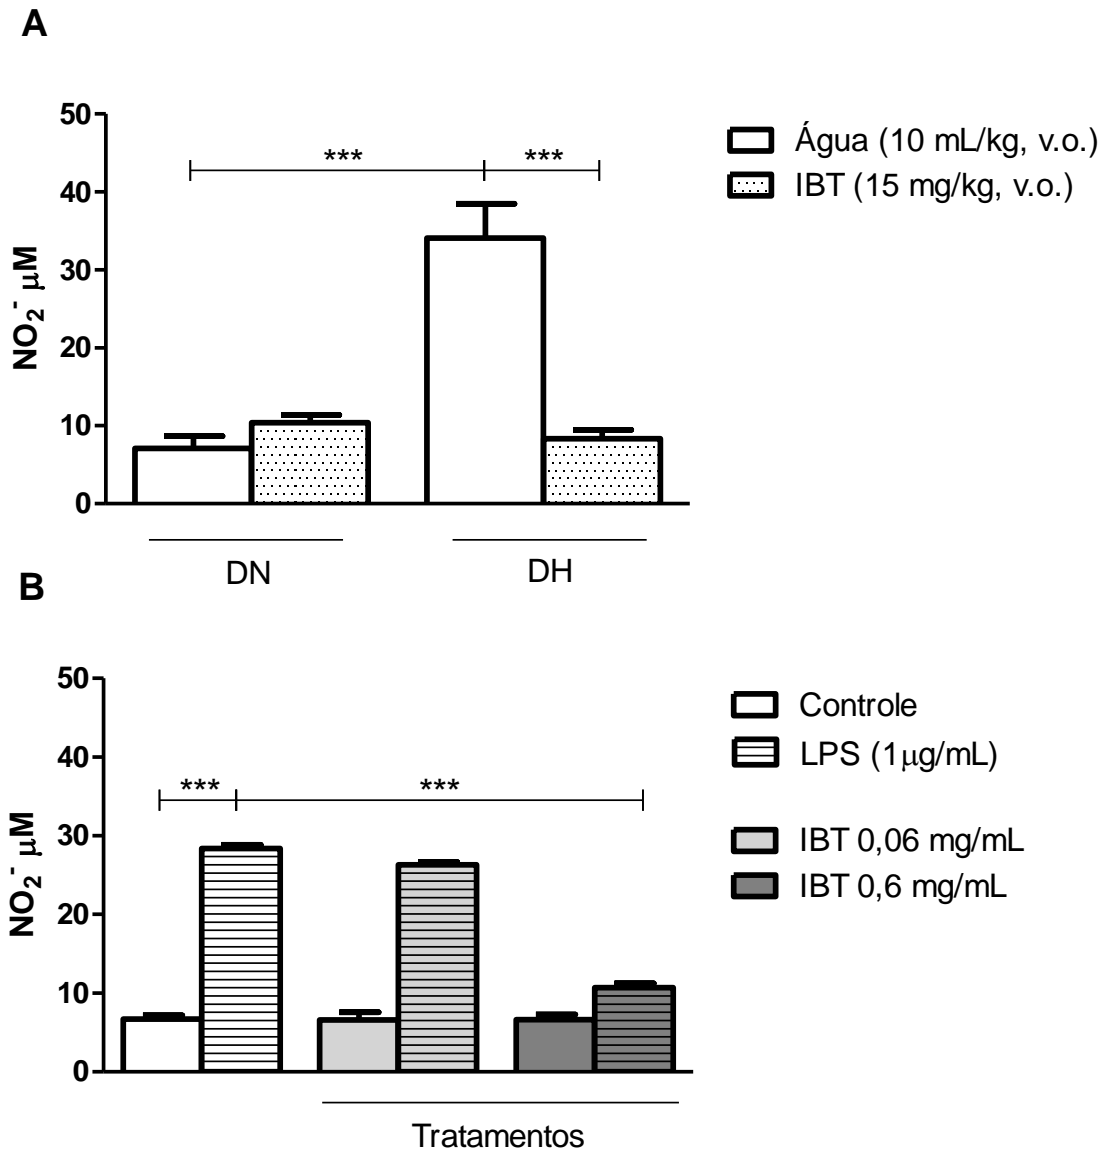 A
50
40
30
20
10
0
NO₂⁻ μM
***
***
Água (10 mL/kg, v.o.)
IBT (15 mg/kg, v.o.)
DN
DH
B
50
40
30
20
10
0
NO₂⁻ μM
***
***
Controle
LPS (1μg/mL)
IBT 0,06 mg/mL
IBT 0,6 mg/mL
Tratamentos